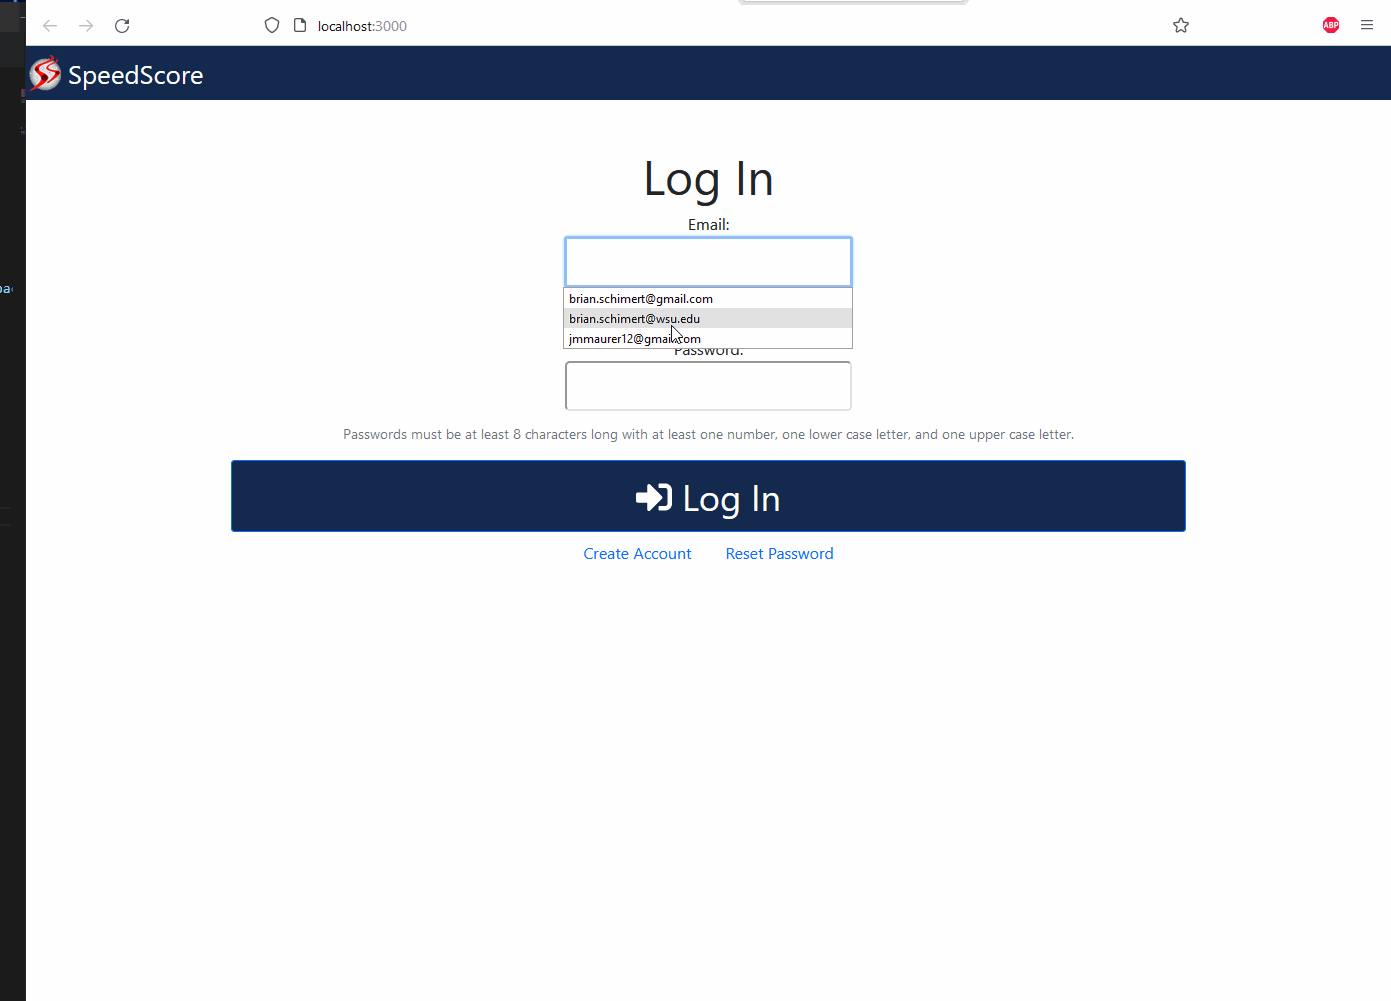 localhost:3000
ABP
SpeedScore
Log In
Email:
brian.schimert@gmail.com
brian.schimert@wsu.edu
jmmaurer12@gmail.com
Password:
Passwords must be at least 8 characters long with at least one number, one lower case letter, and one upper case letter.
Log In
Create Account Reset Password